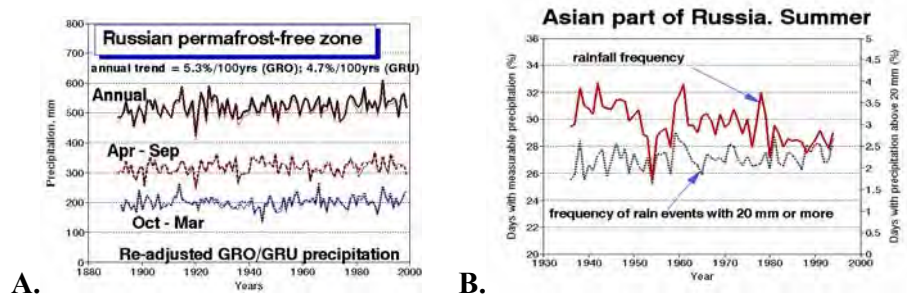 Russian permafrost-free zone
annual trend = 5.3%/100yrs (GRO); 4.7%/100yrs (GRU)
Annual
Apr - Sep
Oct - Mar
Re-adjusted GRO/GRU precipitation
Precipitation, mm
800
700
600
500
400
300
200
100
0
1880
1900
1920
1940
1960
1980
2000
Years
A.
Asian part of Russia. Summer
rainfall frequency
frequency of rain events with 20 mm or more
Days with measurable precipitation (%)
36
34
32
30
28
26
24
22
20
Days with precipitation above 20 mm (%)
5
4.5
4
3.5
3
2.5
2
1.5
1
0.5
0
1930
1940
1950
1960
1970
1980
1990
2000
Year
B.